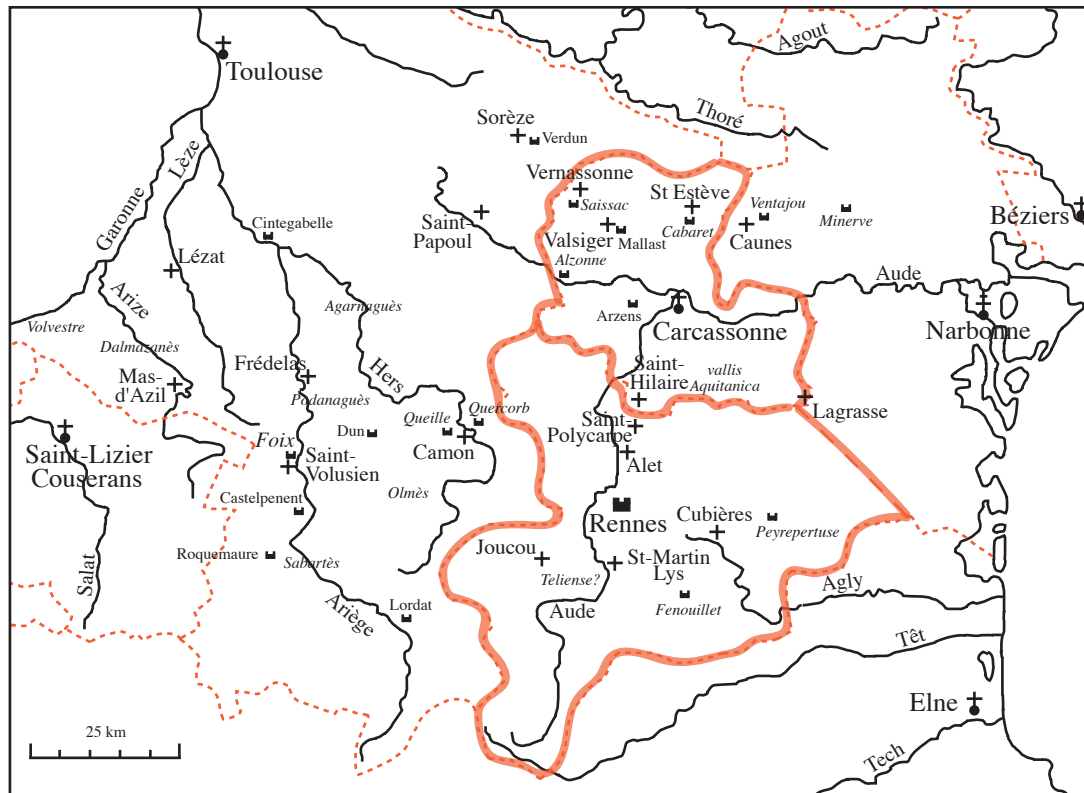 Agout
Toulouse
Thoré
Sorèze
Verdun
Lèze
Vernassonne
Garonne
Saissac
St Estève
Ventajou
Minerve
Béziers
Saint-
Papoul
Cintegabelle
Valsiger
Mallast
Cabaret
Caunes
Alzonne
Lézat
Aude
Arize
Agarnaguès
Arzens
Carcassonne
Narbonne
Volvestre
Dalmazanès
Hers
Frédelas
Saint-
Hilaire
vallis
Aquitanica
Mas-
d'Azil
Podanaguès
Lagrasse
Queille
Quercorb
Saint-
Polycarpe
Dun
Foix
Camon
Saint-Lizier
Couserans
Saint-
Volusien
Alet
Olmès
Castelpenent
Rennes
Cubières
Peyrepertuse
Joucou
Roquemaure
Sabartès
St-Martin
Lys
Teliense?
Salat
Ariège
Lordat
Aude
Fenouillet
Agly
Têt
Elne
25 km
Tech